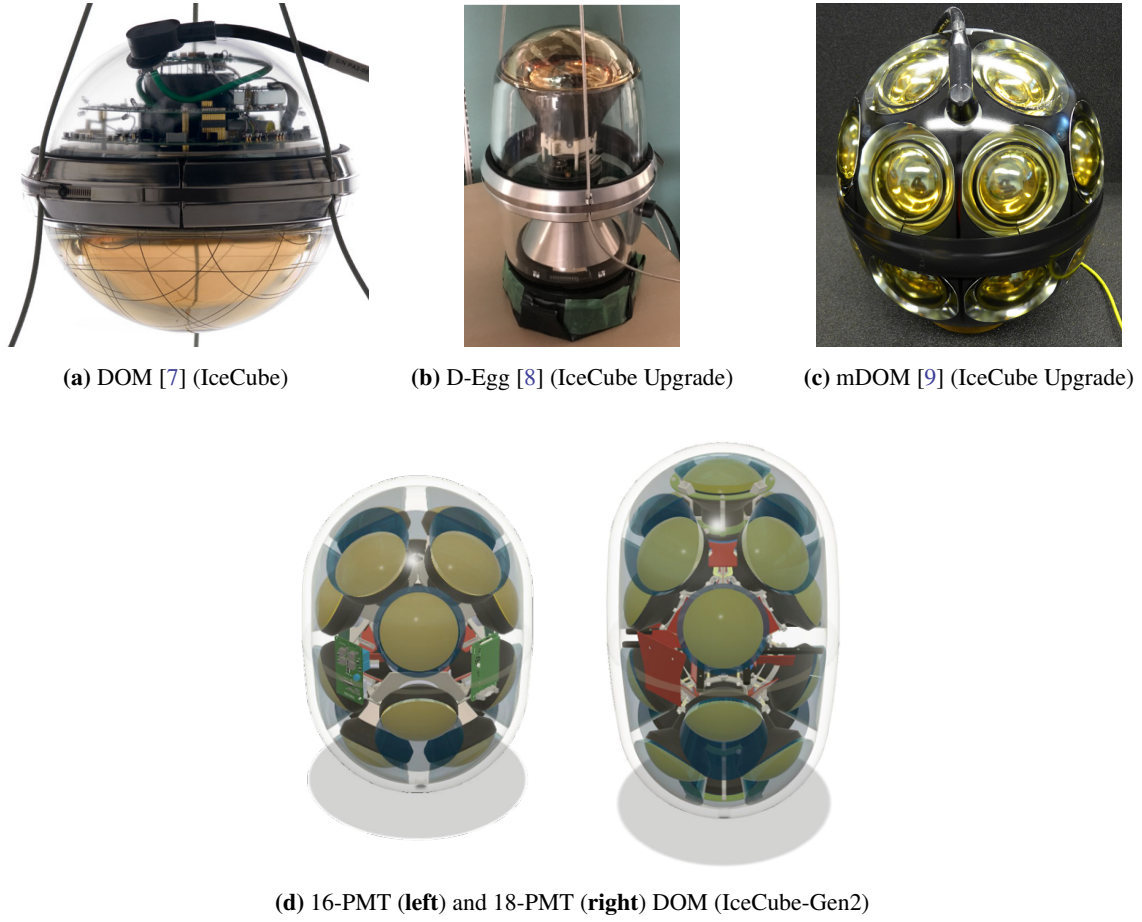 (a) DOM [7] (IceCube)
(b) D-Egg [8] (IceCube Upgrade)
(c) mDOM [9] (IceCube Upgrade)
(d) 16-PMT (left) and 18-PMT (right) DOM (IceCube-Gen2)